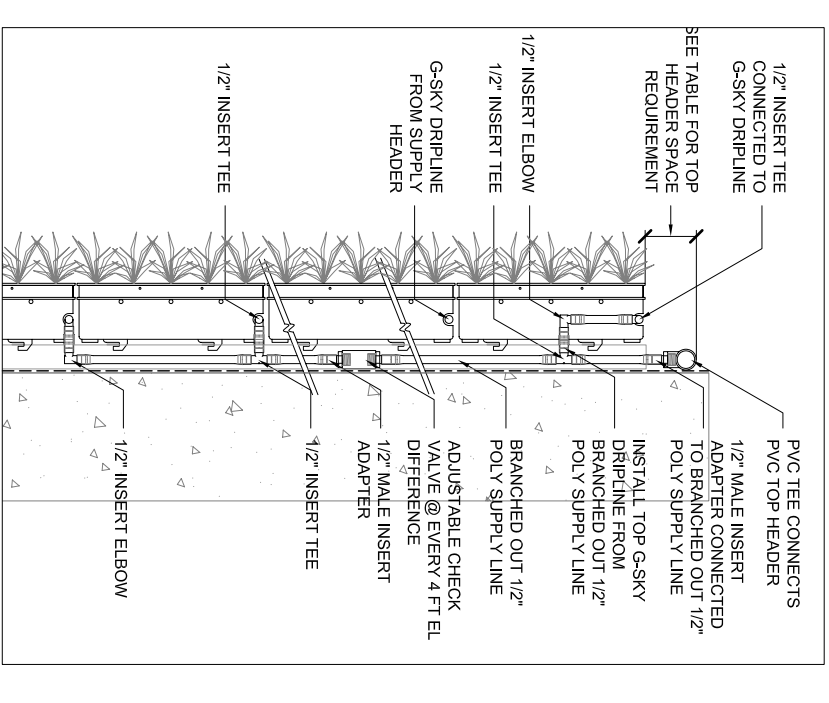 1/2" INSERT TEE
CONNECTED TO
G-SKY DRIPLINE
SEE TABLE FOR TOP
HEADER SPACE
REQUIREMENT
1/2" INSERT ELBOW
1/2" INSERT TEE
G-SKY DRIPLINE
FROM SUPPLY
HEADER
1/2" INSERT TEE
PVC TEE CONNECTS
PVC TOP HEADER
1/2" MALE INSERT
ADAPTER CONNECTED
TO BRANCHED OUT 1/2"
POLY SUPPLY LINE
INSTALL TOP G-SKY
DRIPLINE FROM
BRANCHED OUT 1/2"
POLY SUPPLY LINE
BRANCHED OUT 1/2"
POLY SUPPLY LINE
ADJUSTABLE CHECK
VALVE @ EVERY 4 FT EL
DIFFERENCE
1/2" MALE INSERT
ADAPTER
1/2" INSERT TEE
1/2" INSERT ELBOW